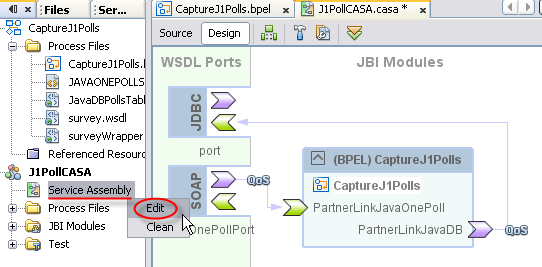 Files
Services
CaptureJ1Polls.bpel
J1PollCASA.casa *
Source
Design
CaptureJ1Polls
Process Files
CaptureJ1Polls.b
JAVAONEPOLLS
JavaDBPollsTabl
survey.wsdl
surveyWrapper
Referenced Resour
J1PollCASA
Service Assembly
Process Files
JBI Modules
Test
Edit
Clean
WSDL Ports
JBI Modules
JDBC
port
SOAP
QoS
OnePollPort
(BPEL) CaptureJ1Polls
CaptureJ1Polls
PartnerLinkJavaOnePoll
PartnerLinkJavaDB
QoS